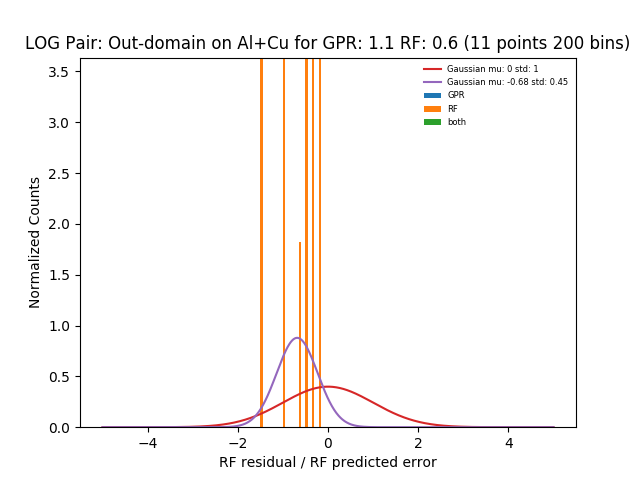 LOG Pair: Out-domain on Al+Cu for GPR: 1.1 RF: 0.6 (11 points 200 bins)
Gaussian mu: 0 std: 1
Gaussian mu: -0.68 std: 0.45
GPR
RF
both
Normalized Counts
3.5
3.0
2.5
2.0
1.5
1.0
0.5
0.0
−4 −2 0 2 4
RF residual / RF predicted error